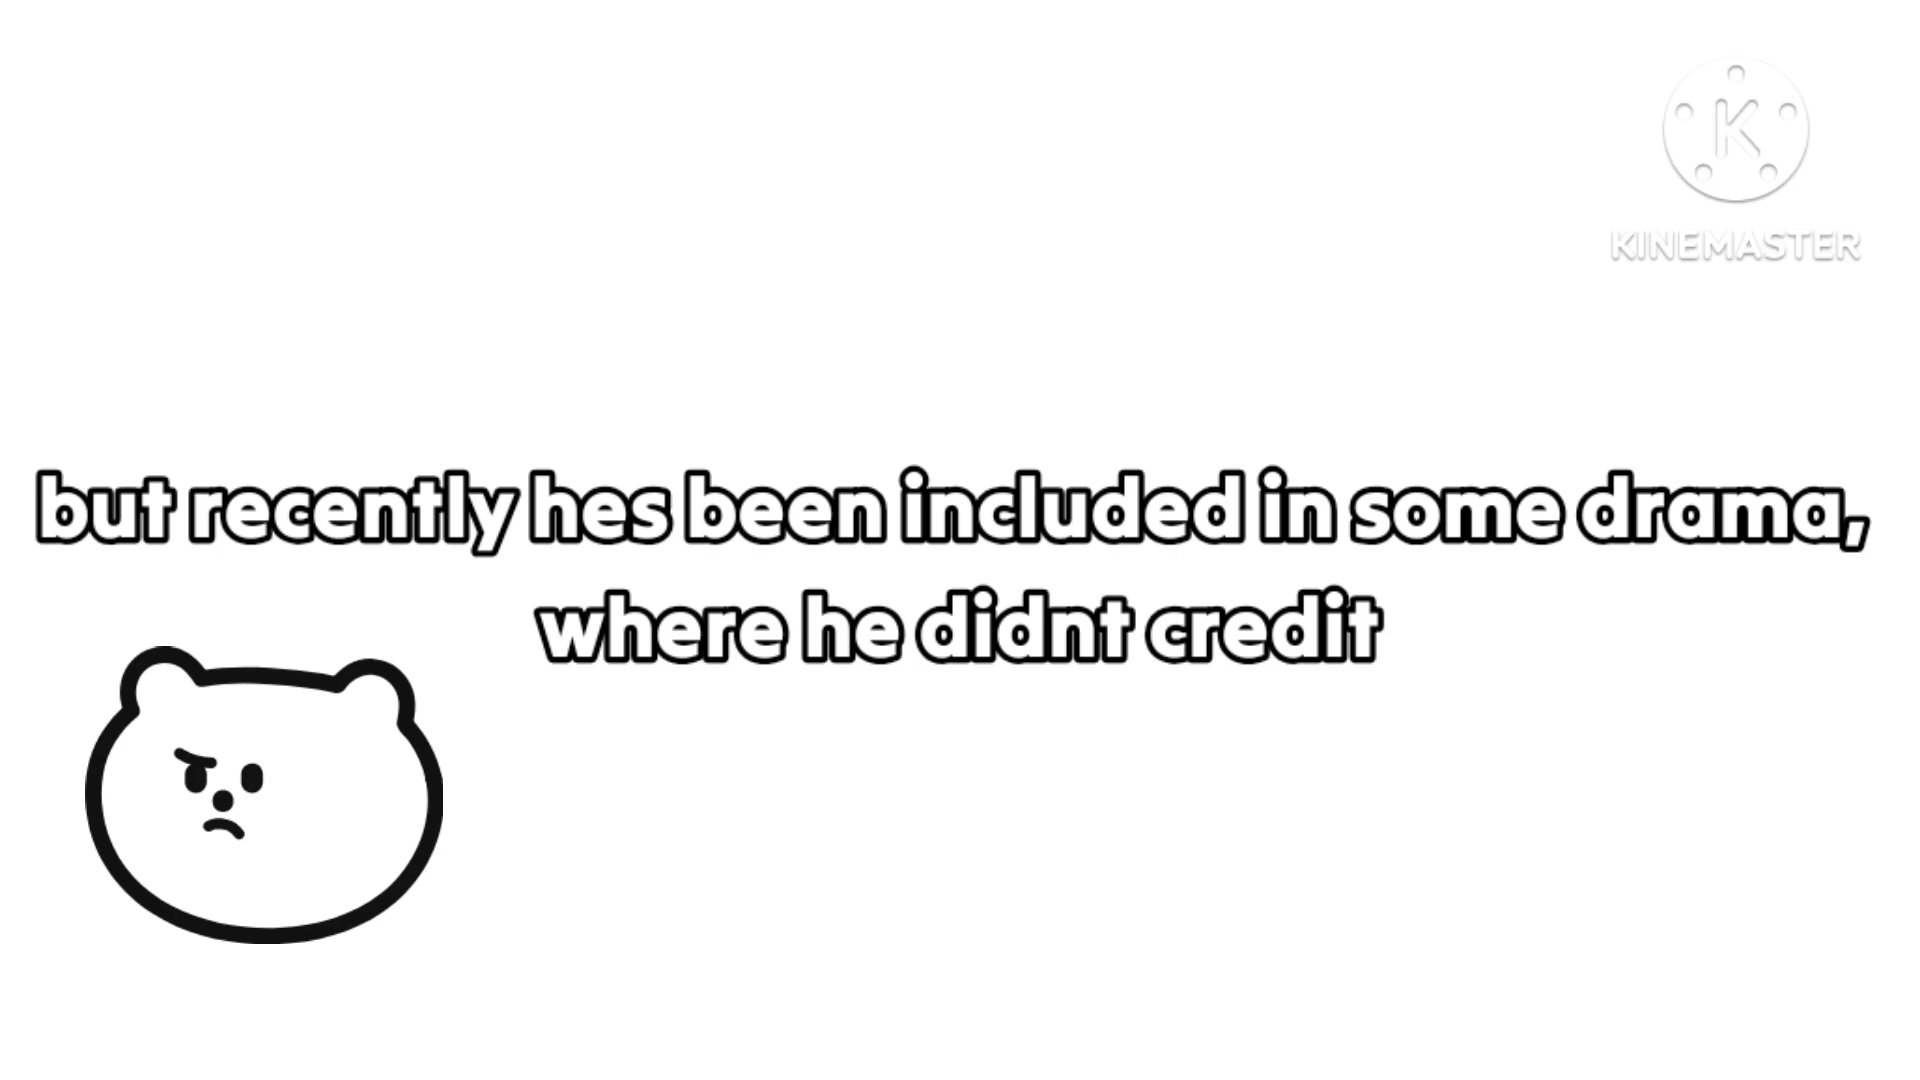 K
KINEMASTER
but recently hes been included in some drama,
where he didnt credit